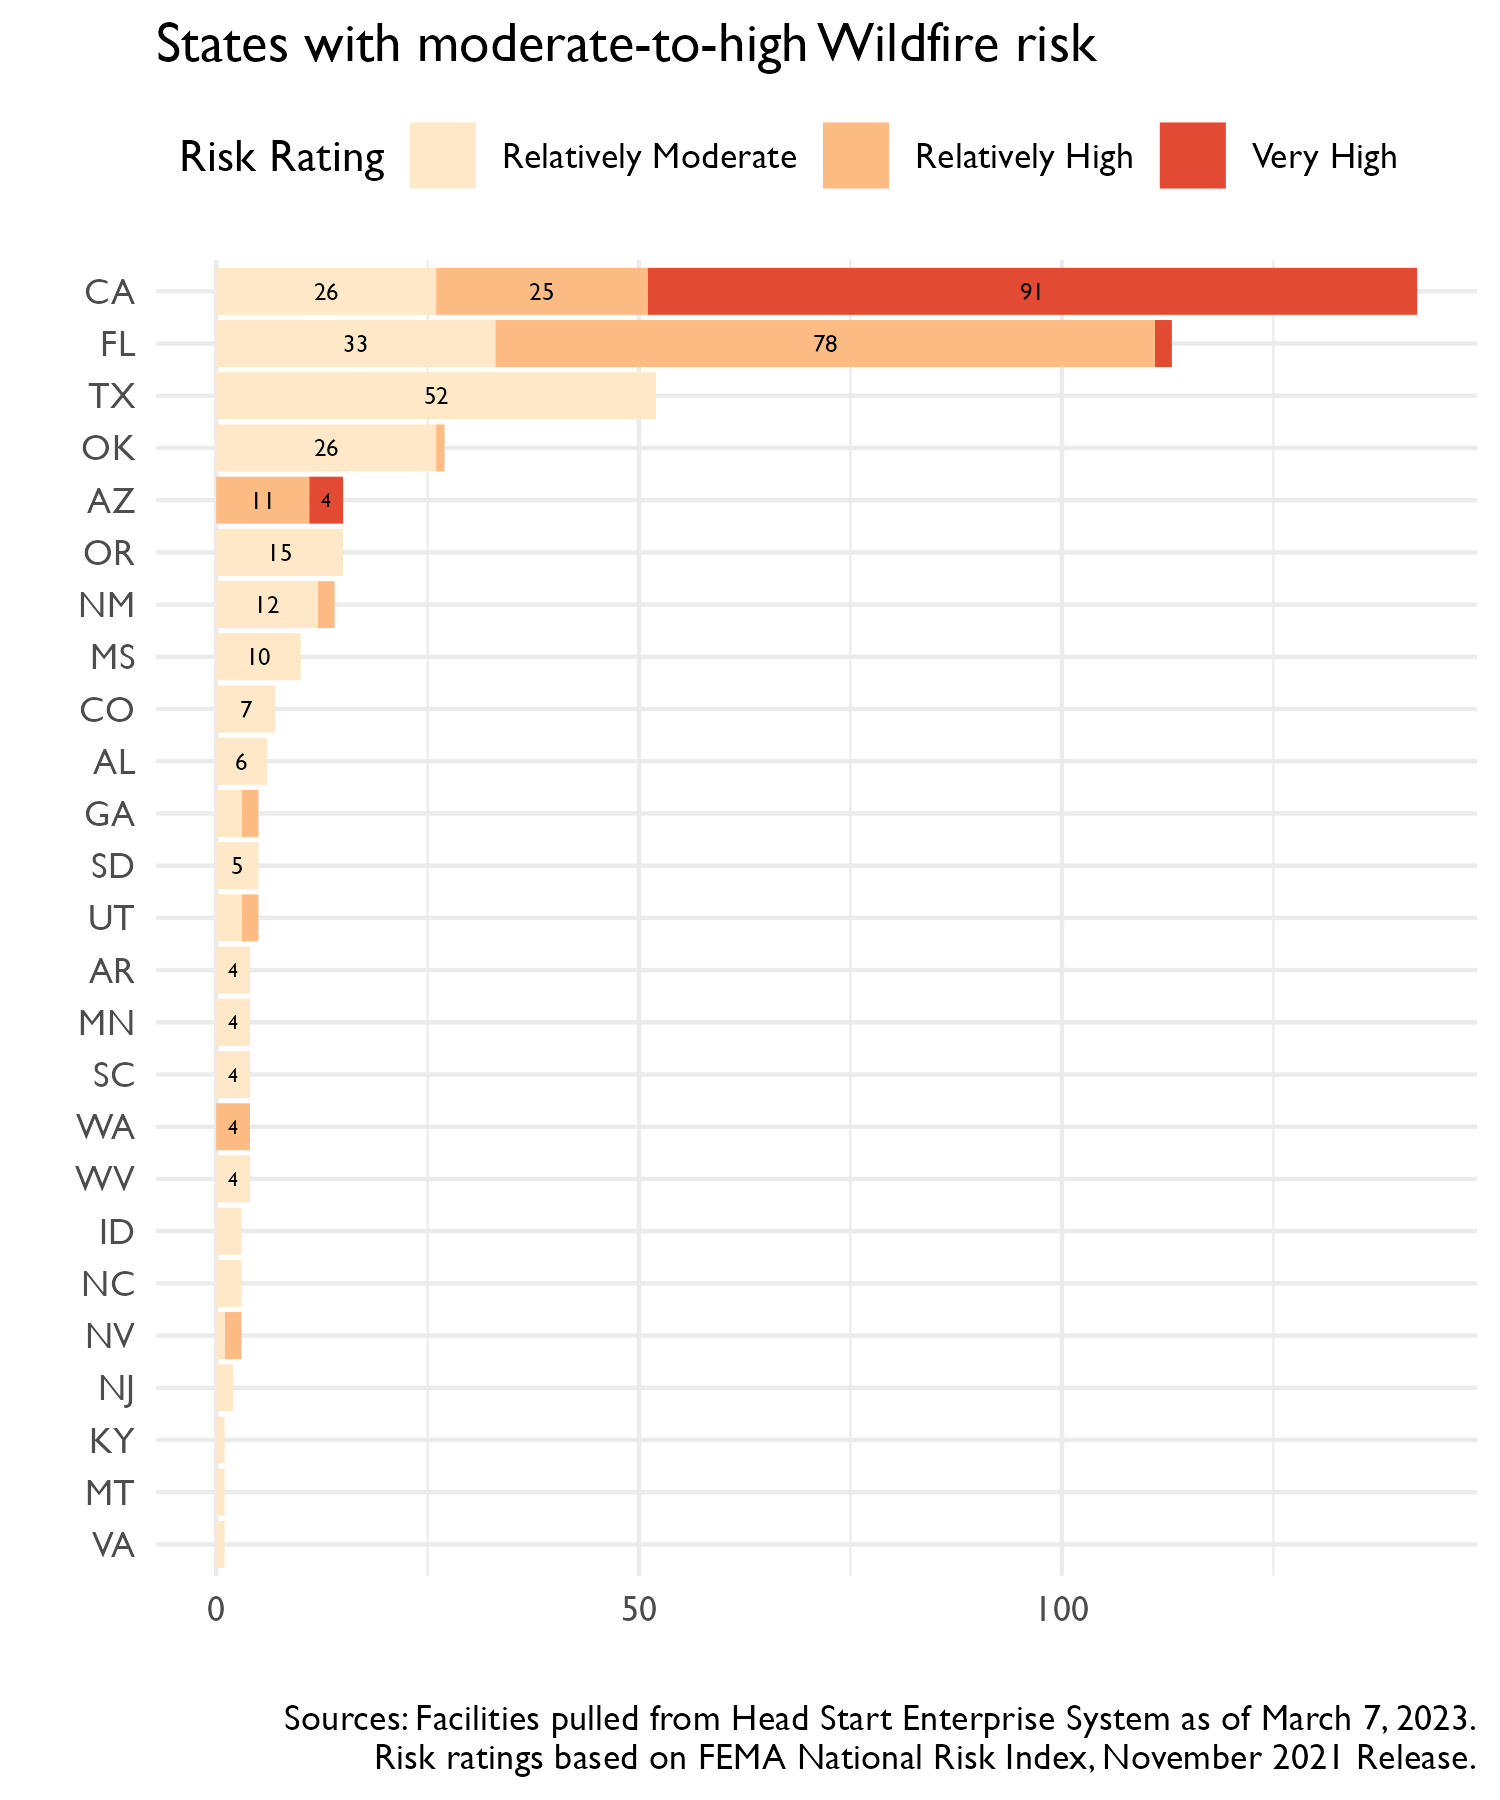 States with moderate-to-high Wildfire risk
Risk Rating Relatively Moderate Relatively High Very High
CA 26 25 91
FL 33 78
TX 52
OK 26
AZ 11 4
OR 15
NM 12
MS 10
CO 7
AL 6
GA
SD 5
UT
AR 4
MN 4
SC 4
WA 4
WV 4
ID
NC
NV
NJ
KY
MT
VA
0 50 100
Sources: Facilities pulled from Head Start Enterprise System as of March 7, 2023.
Risk ratings based on FEMA National Risk Index, November 2021 Release.